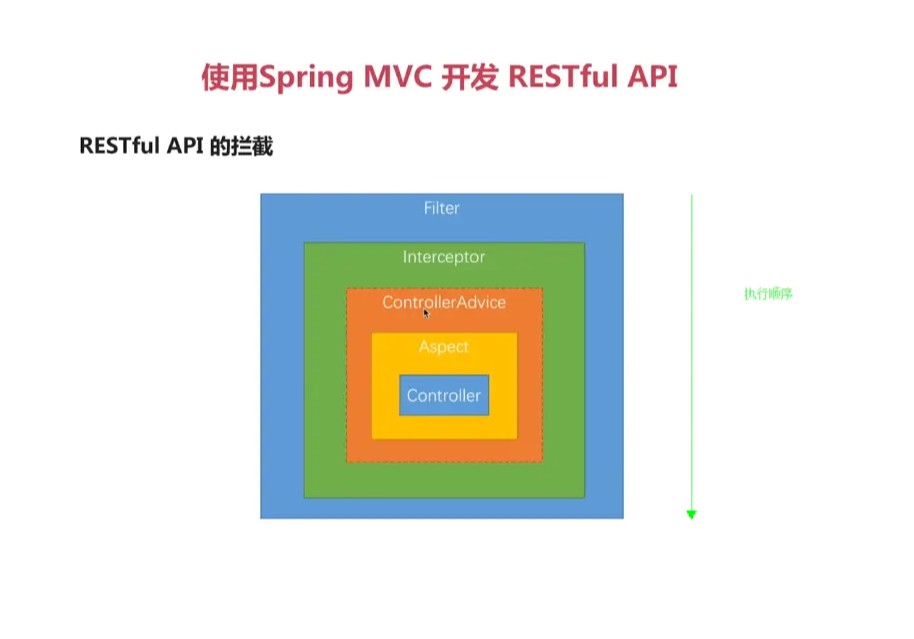 使用Spring MVC 开发 RESTful API
RESTful API 的拦截
Filter
Interceptor
ControllerAdvice
Aspect
Controller
执行顺序